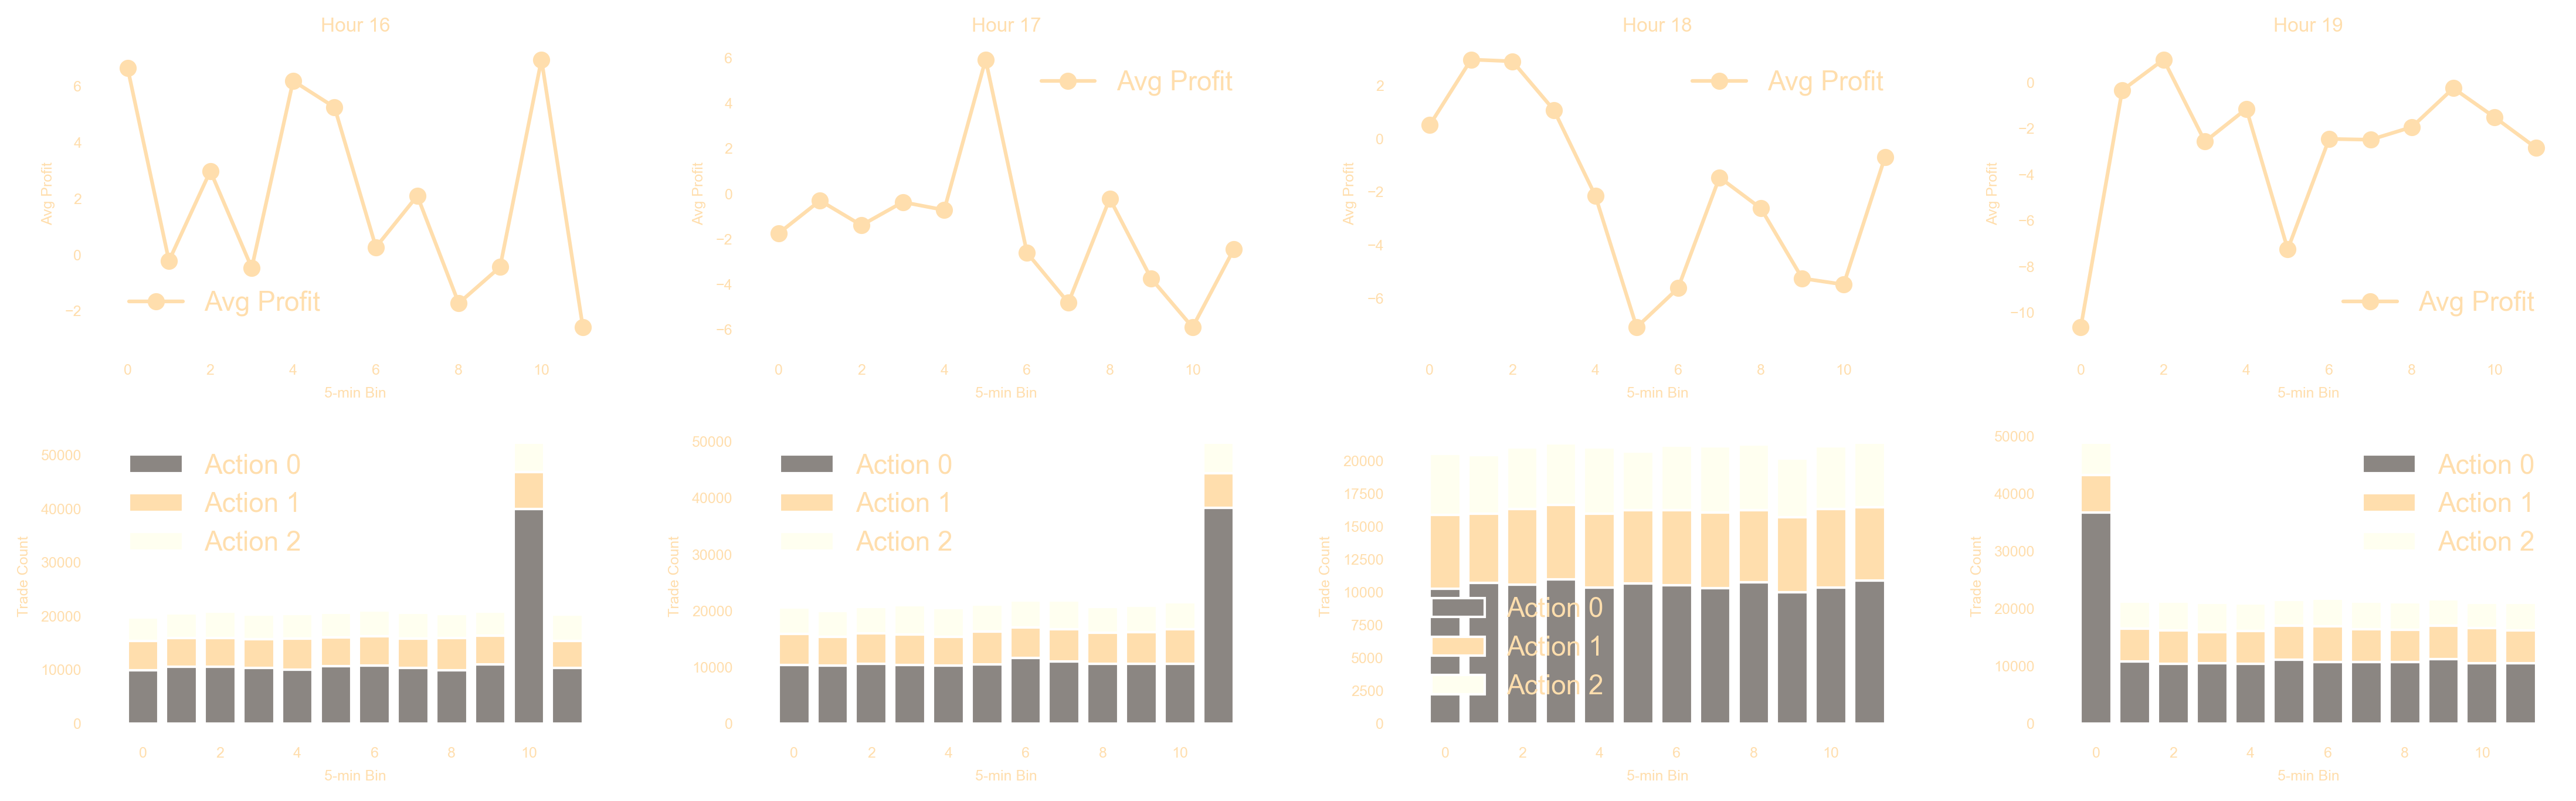 Hour 16
Avg Profit
6
4
2
0
−2
Avg Profit
0 2 4 6 8 10
5-min Bin
Hour 17
Avg Profit
6
4
2
0
−2
−4
−6
Avg Profit
0 2 4 6 8 10
5-min Bin
Hour 18
Avg Profit
2
0
−2
−4
−6
Avg Profit
0 2 4 6 8 10
5-min Bin
Hour 19
Avg Profit
0
−2
−4
−6
−8
−10
Avg Profit
0 2 4 6 8 10
5-min Bin
Trade Count
50000
40000
30000
20000
10000
0
Action 0
Action 1
Action 2
0 2 4 6 8 10
5-min Bin
Trade Count
50000
40000
30000
20000
10000
0
Action 0
Action 1
Action 2
0 2 4 6 8 10
5-min Bin
Trade Count
20000
17500
15000
12500
10000
7500
5000
2500
0
Action 0
Action 1
Action 2
0 2 4 6 8 10
5-min Bin
Trade Count
50000
40000
30000
20000
10000
0
Action 0
Action 1
Action 2
0 2 4 6 8 10
5-min Bin